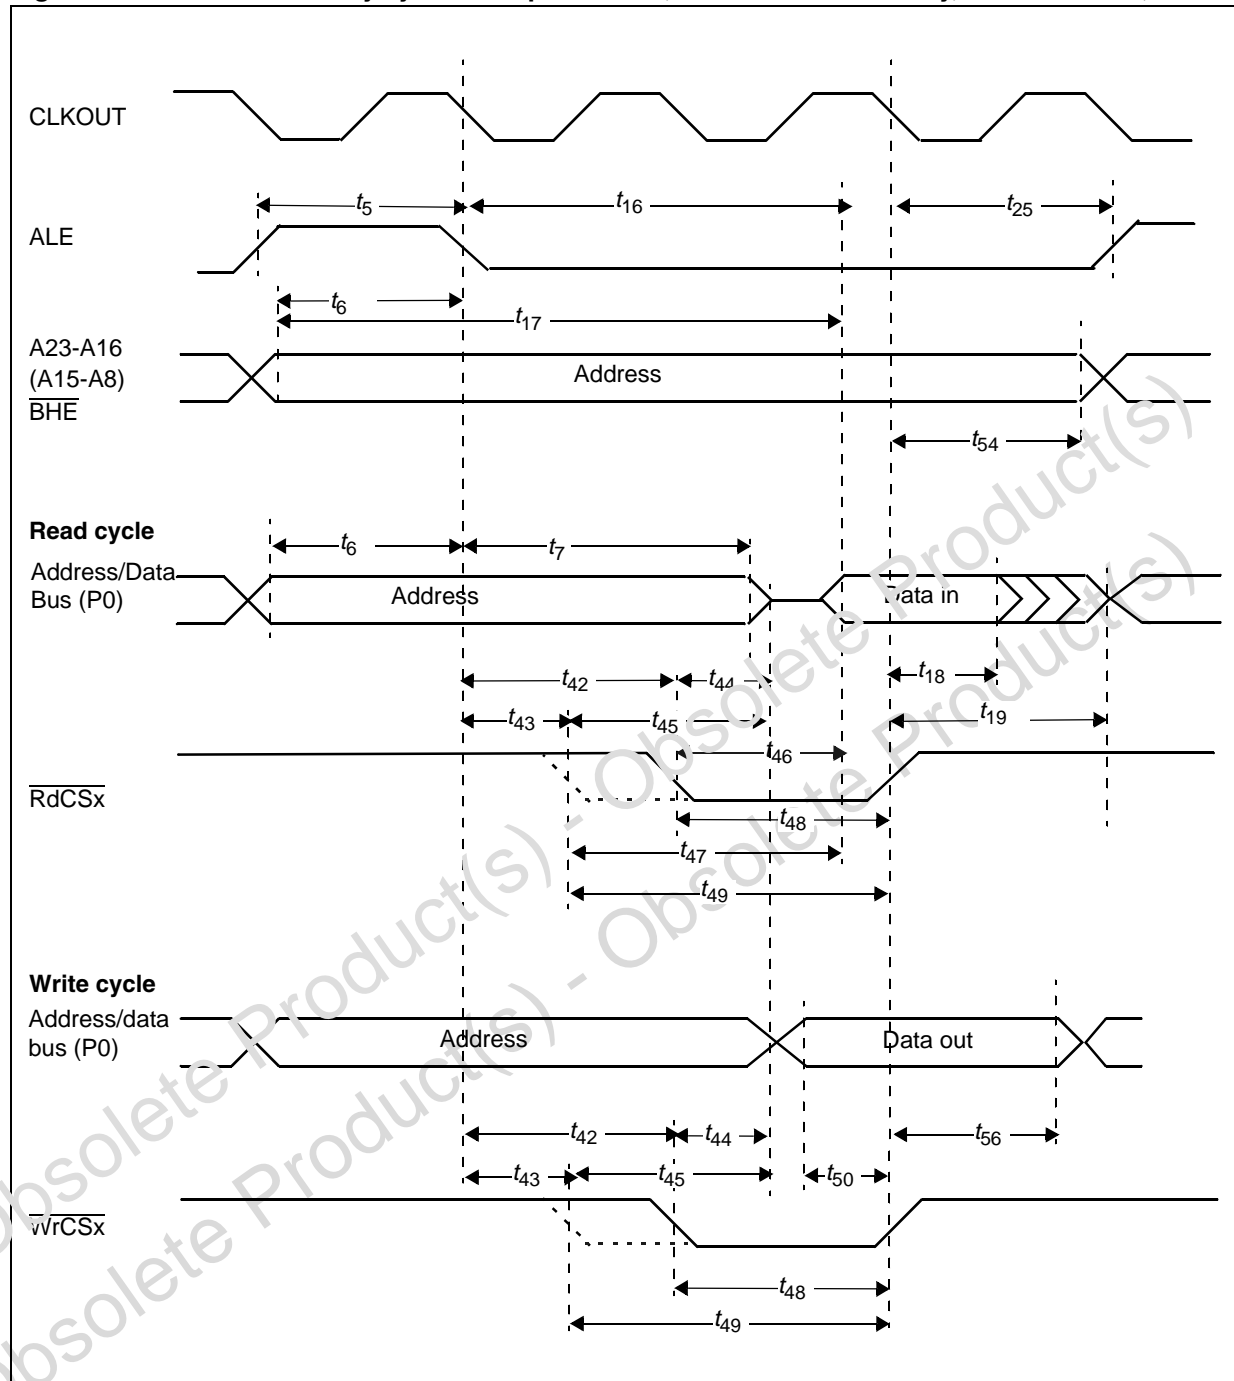 CLKOUT
t5 t16 t25
ALE
t6
t17
A23-A16
(A15-A8)
BHE
Address
t54
Read cycle
t6 t7
Address/Data
Bus (P0)
Address
Data in
t42 t44 t18
t43 t45 t19
t46
RdCSx
t48
t47
t49
Write cycle
Address/data
bus (P0)
Address
Data out
t42 t44 t56
t43 t45 t50
WrCSx
t48
t49
Obsolete Product(s) - Obsolete Product(s)
Obsolete Product(s) - Obsolete Product(s)